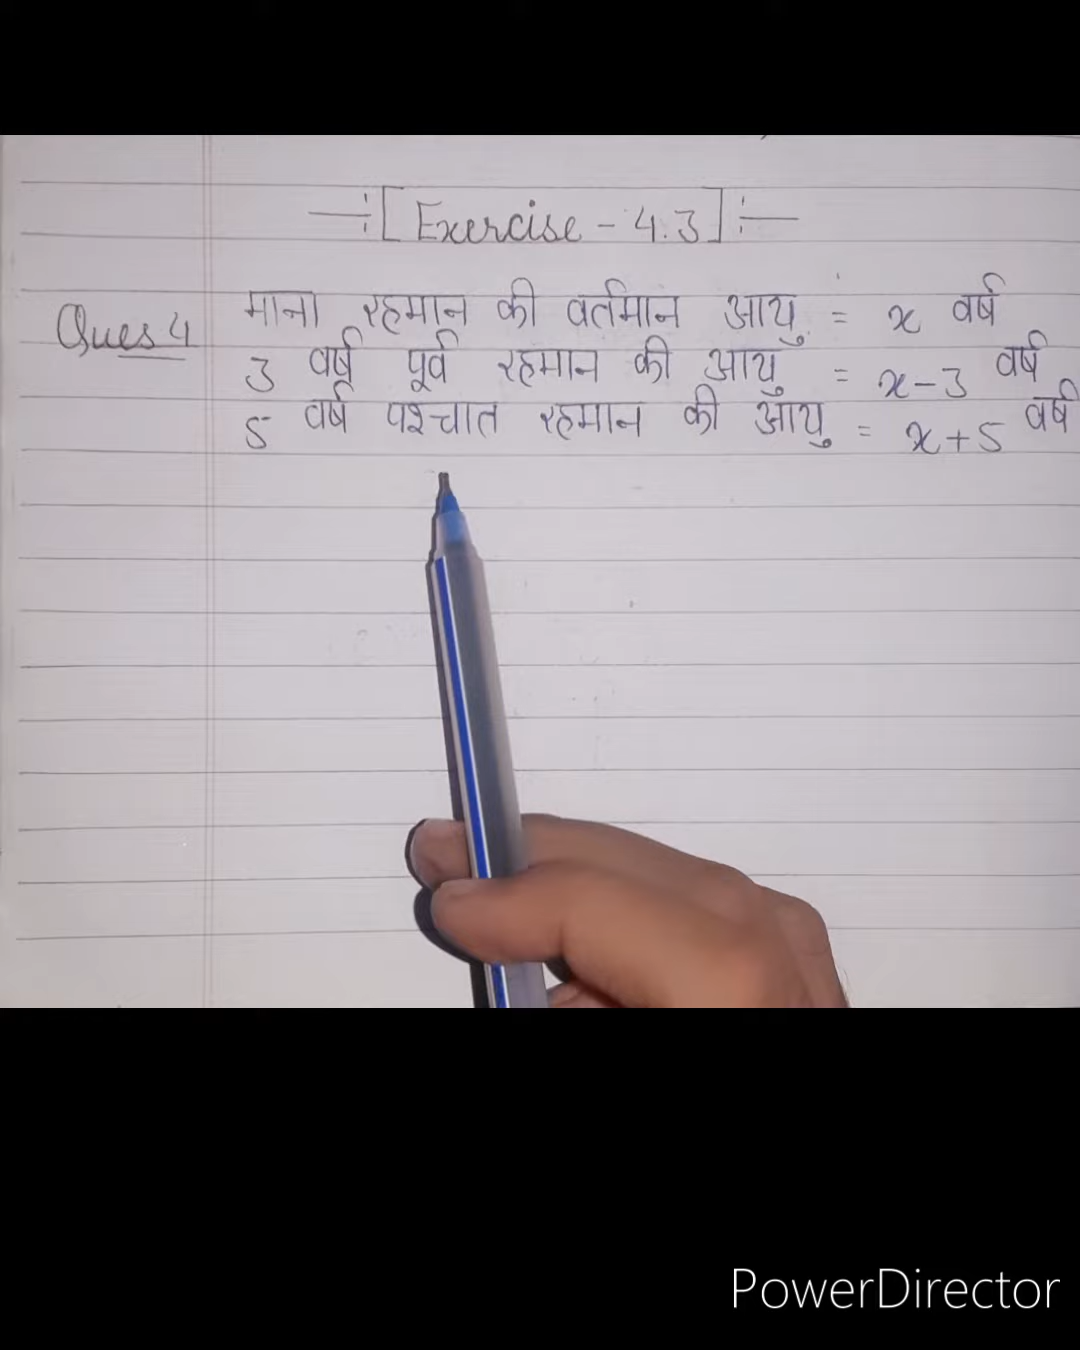 [Exercise - 4.3]
Ques 4 माना रहमान की वर्तमान आयु = x वर्ष
3 वर्ष पूर्व रहमान की आयु = x - 3 वर्ष
5 वर्ष पश्चात रहमान की आयु = x + 5 वर्ष
PowerDirector